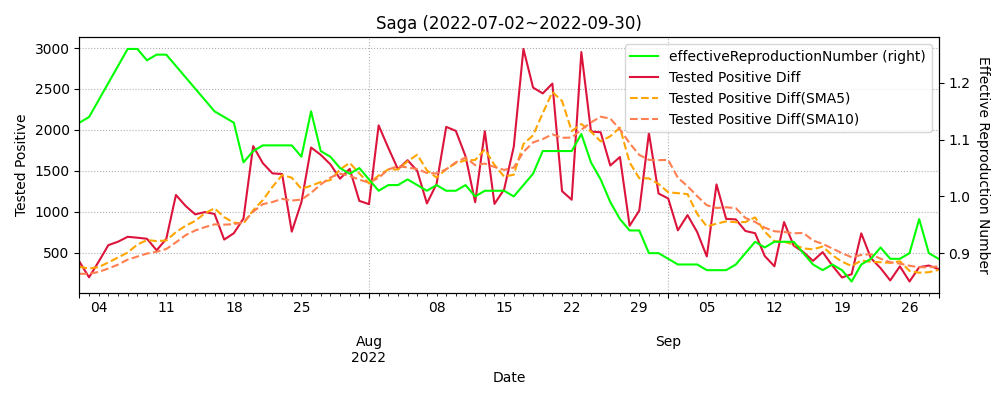 Saga (2022-07-02~2022-09-30)
effectiveReproductionNumber (right)
Tested Positive Diff
Tested Positive Diff(SMA5)
Tested Positive Diff(SMA10)
Tested Positive
3000
2500
2000
1500
1000
500
Effective Reproduction Number
1.2
1.1
1.0
0.9
04 11 18 25 08 15 22 29 05 12 19 26
Aug Sep
2022
Date